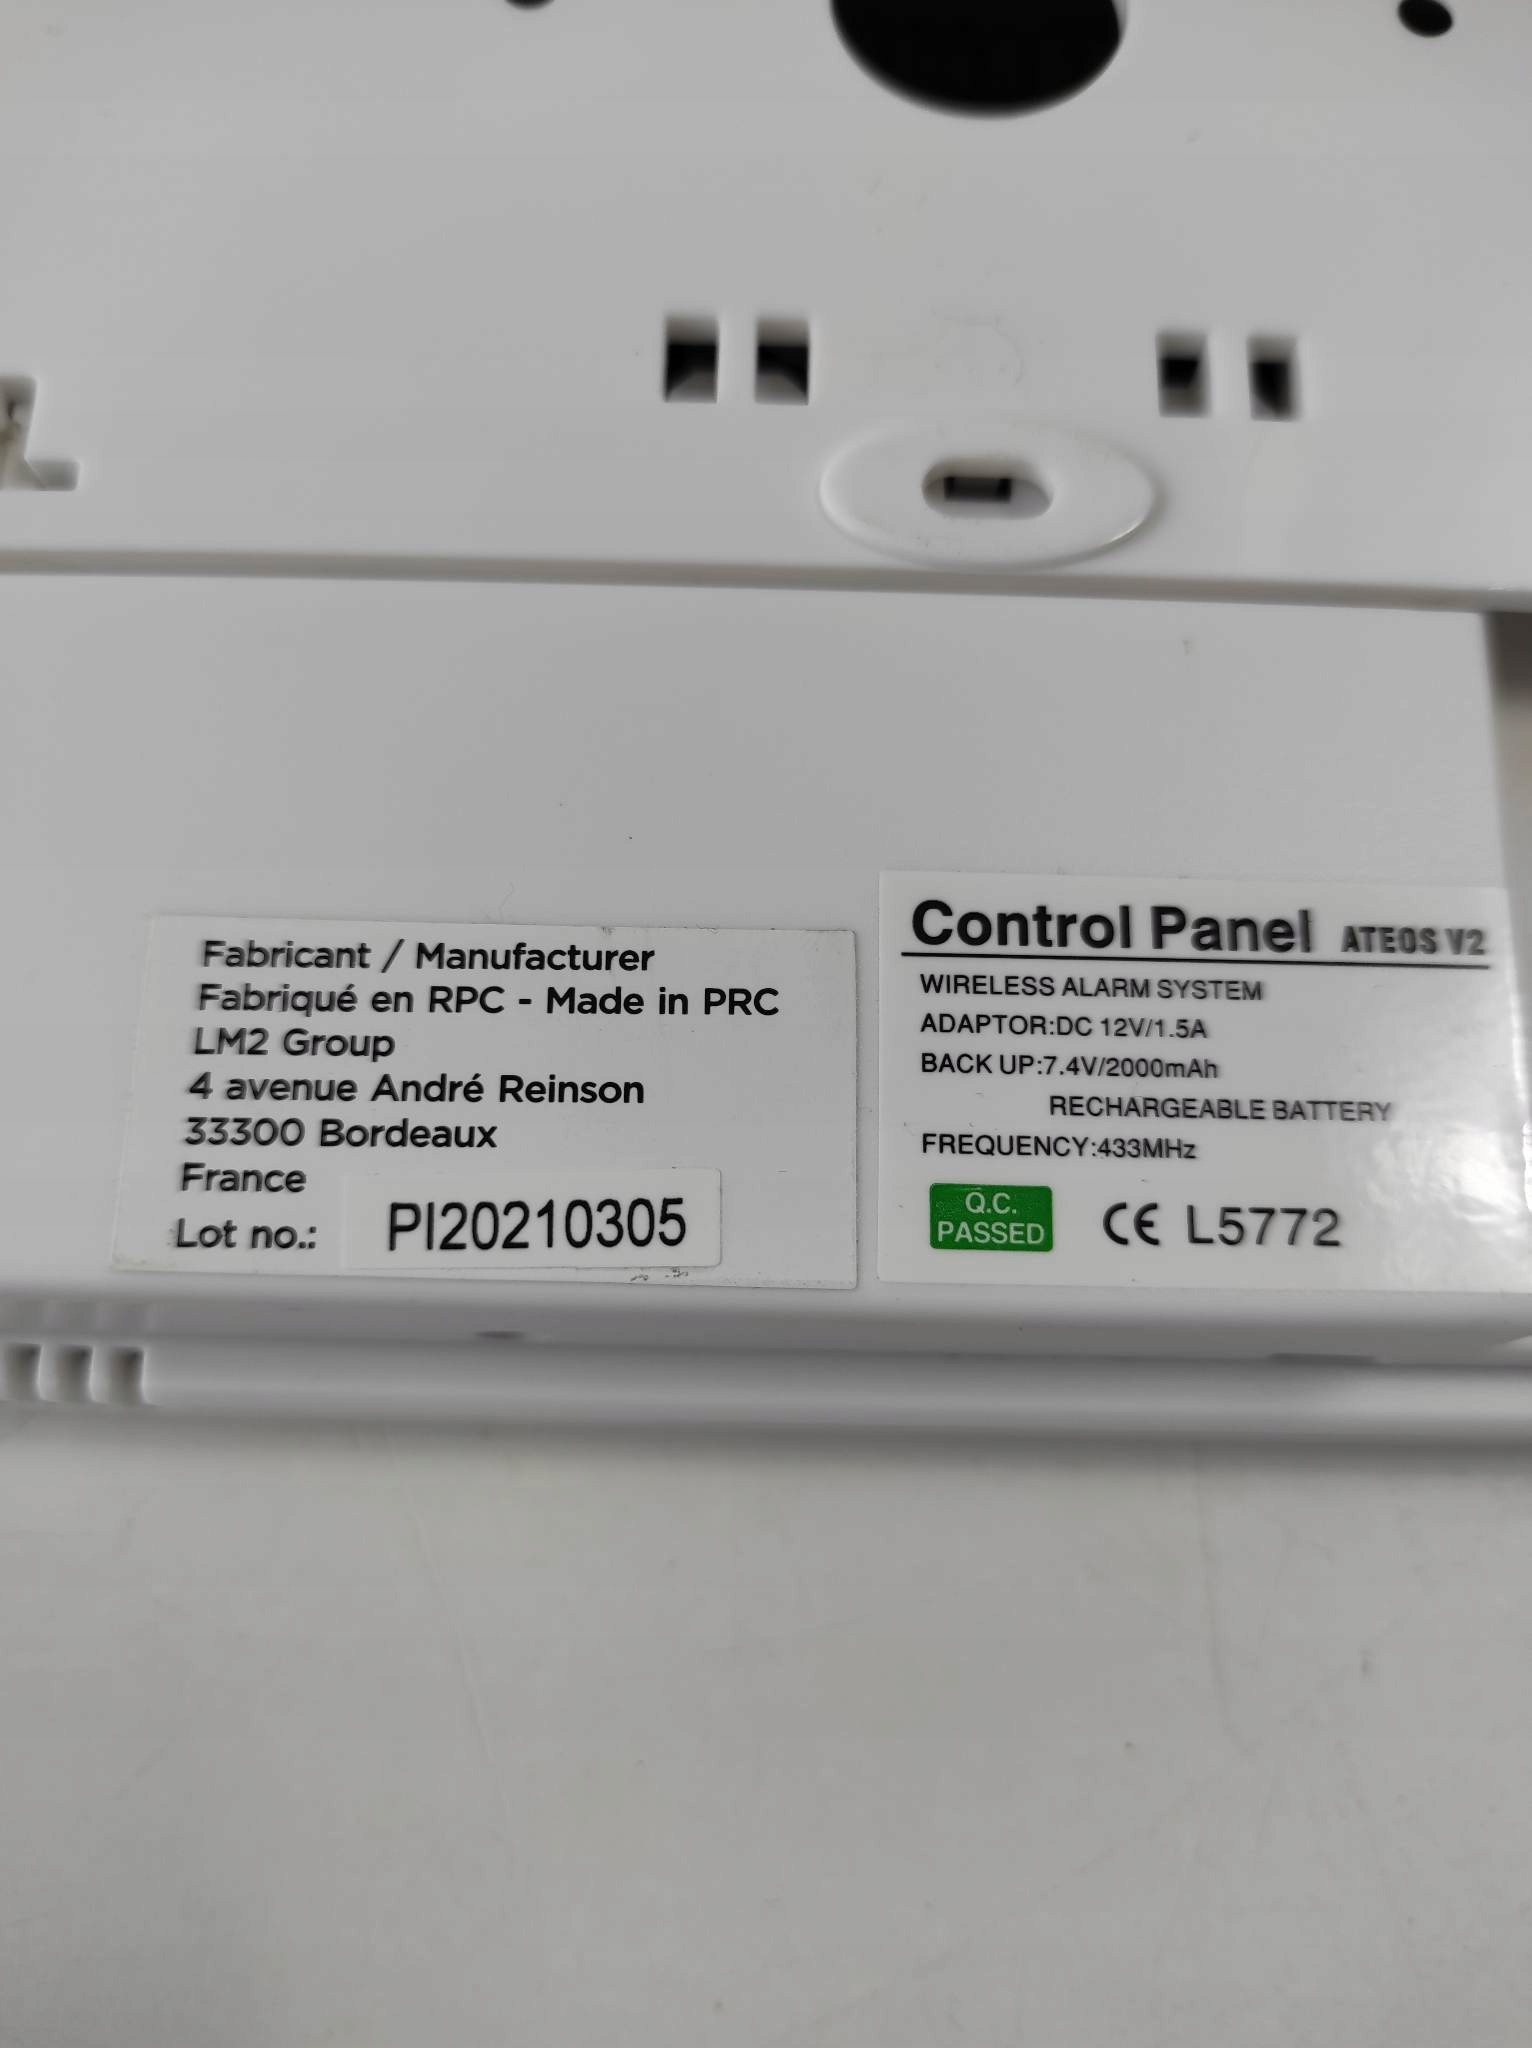 Fabricant / Manufacturer
Fabriqué en RPC - Made in PRC
LM2 Group
4 avenue André Reinson
33300 Bordeaux
France
Lot no.: PI20210305
Control Panel ATEOS V2
WIRELESS ALARM SYSTEM
ADAPTOR:DC 12V/1.5A
BACK UP:7.4V/2000mAh
RECHARGEABLE BATTERY
FREQUENCY:433MHz
Q.C.
PASSED
CE L5772